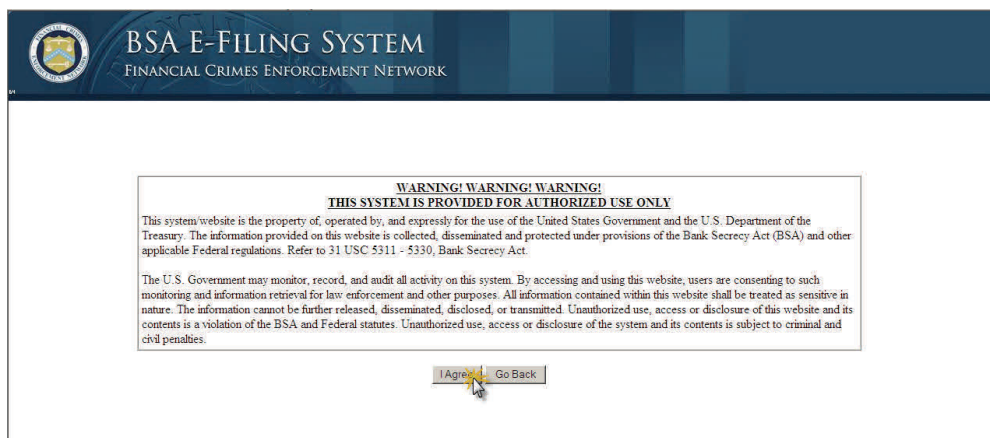 BSA E-Filing System
Financial Crimes Enforcement Network
WARNING! WARNING! WARNING!
THIS SYSTEM IS PROVIDED FOR AUTHORIZED USE ONLY
This system/website is the property of, operated by, and expressly for the use of the United States Government and the U.S. Department of the
Treasury. The information provided on this website is collected, disseminated and protected under provisions of the Bank Secrecy Act (BSA) and other
applicable Federal regulations. Refer to 31 USC 5311 - 5330, Bank Secrecy Act.
The U.S. Government may monitor, record, and audit all activity on this system. By accessing and using this website, users are consenting to such
monitoring and information retrieval for law enforcement and other purposes. All information contained within this website shall be treated as sensitive in
nature. The information cannot be further released, disseminated, disclosed, or transmitted. Unauthorized use, access or disclosure of this website and its
contents is a violation of the BSA and Federal statutes. Unauthorized use, access or disclosure of the system and its contents is subject to criminal and
civil penalties.
I Agree Go Back